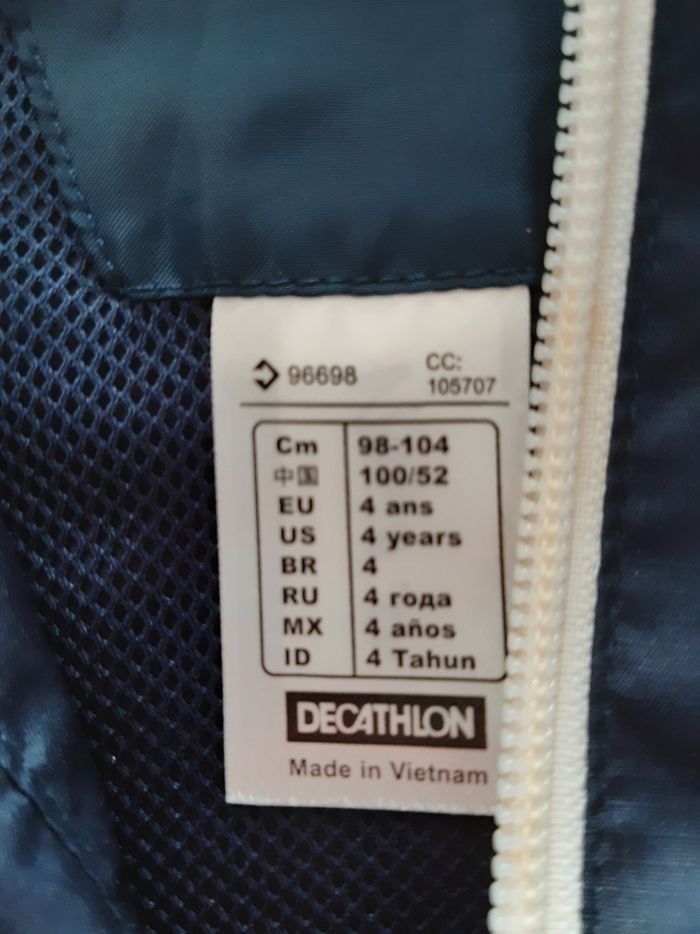 96698 CC:
105707
Cm 98-104
中国 100/52
EU 4 ans
US 4 years
BR 4
RU 4 года
MX 4 años
ID 4 Tahun
DECATHLON
Made in Vietnam